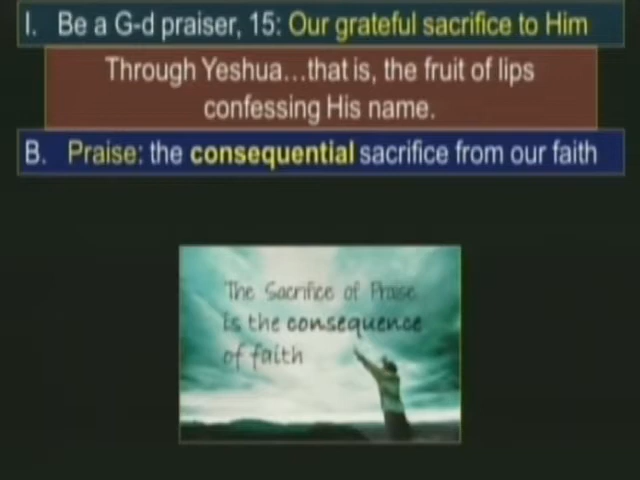 I. Be a G-d praiser, 15: Our grateful sacrifice to Him
Through Yeshua...that is, the fruit of lips
confessing His name.
B. Praise: the consequential sacrifice from our faith
The Sacrifice of Praise
is the consequence
of faith